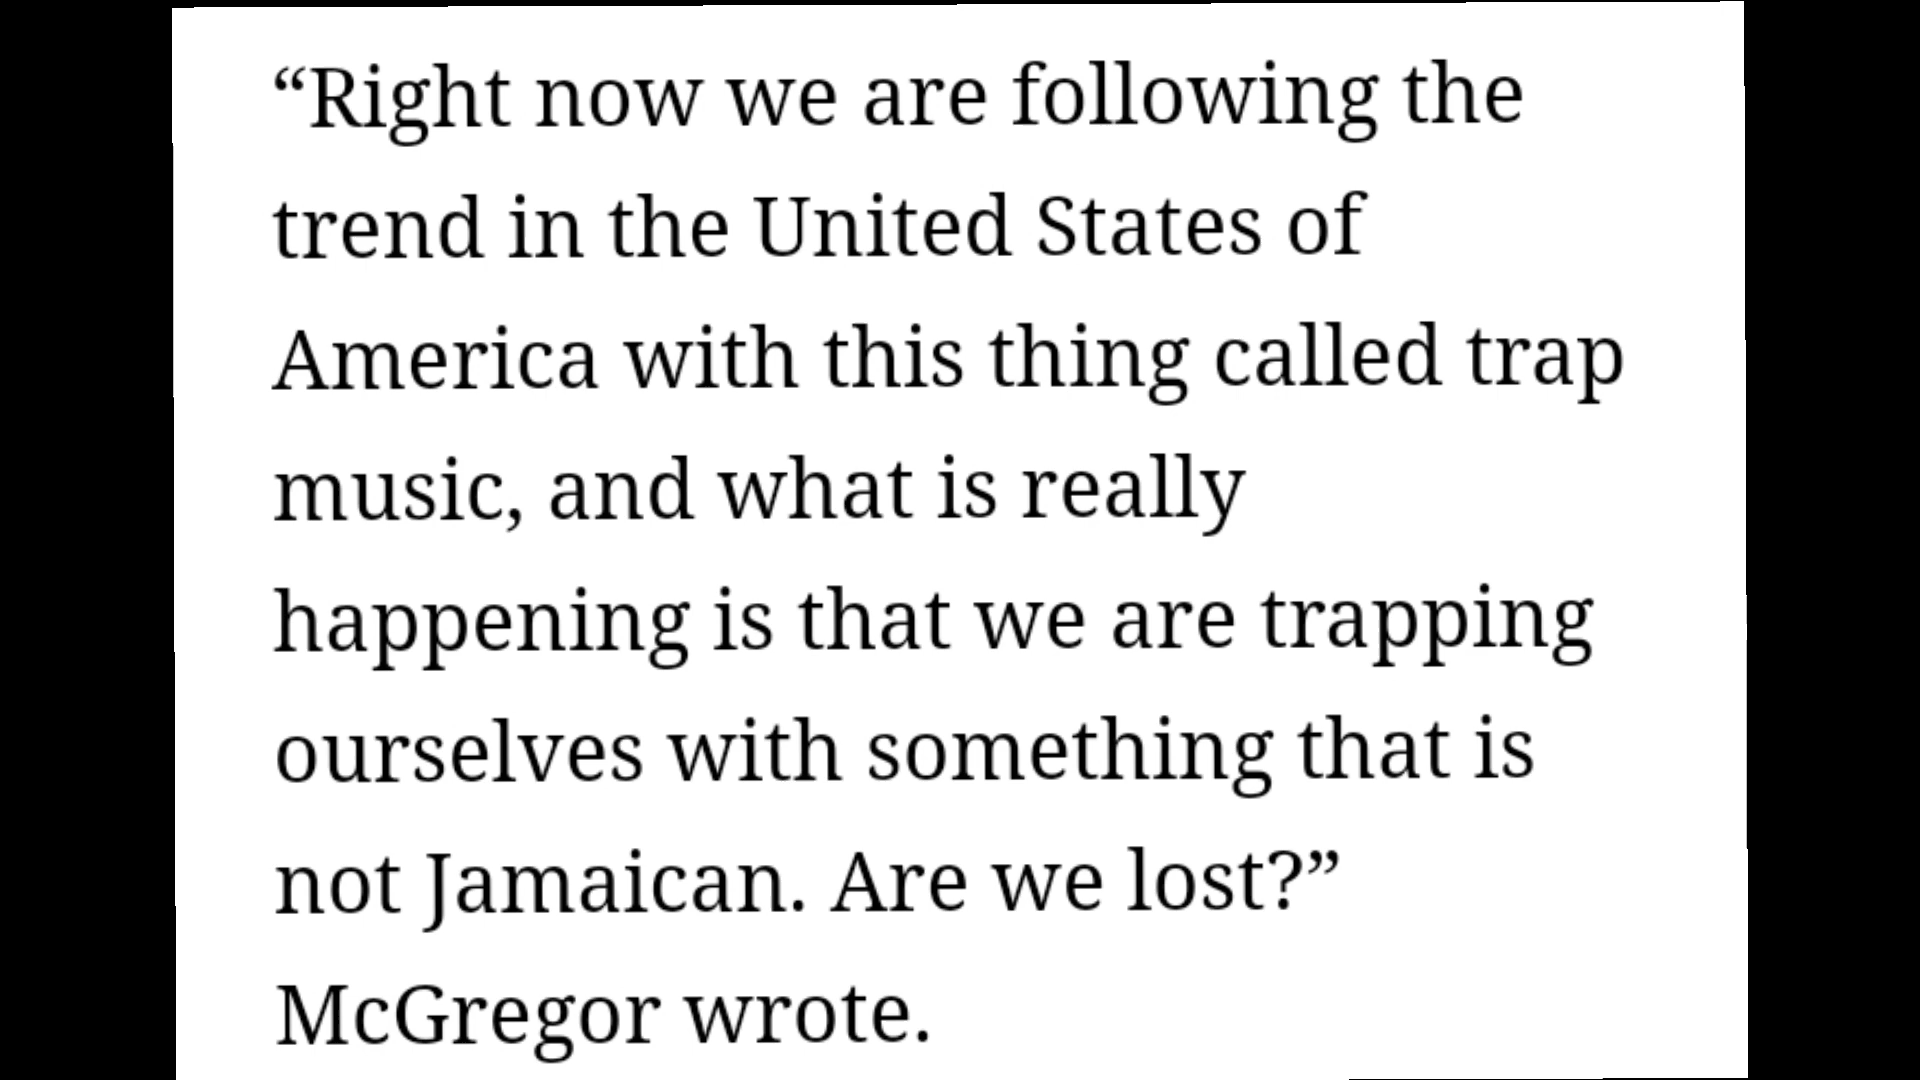 “Right now we are following the
trend in the United States of
America with this thing called trap
music, and what is really
happening is that we are trapping
ourselves with something that is
not Jamaican. Are we lost?”
McGregor wrote.